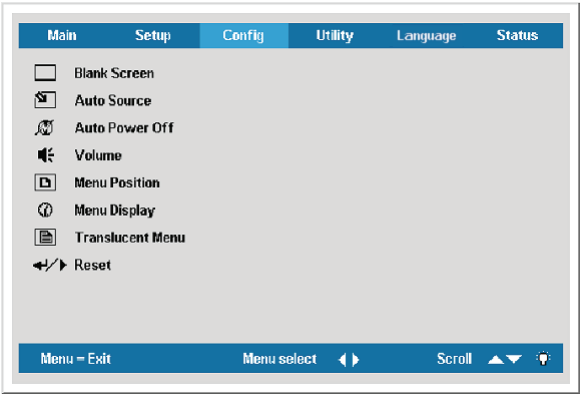 Main Setup Config Utility Language Status
Blank Screen
Auto Source
Auto Power Off
Volume
Menu Position
Menu Display
Translucent Menu
Reset
Menu = Exit Menu select Scroll